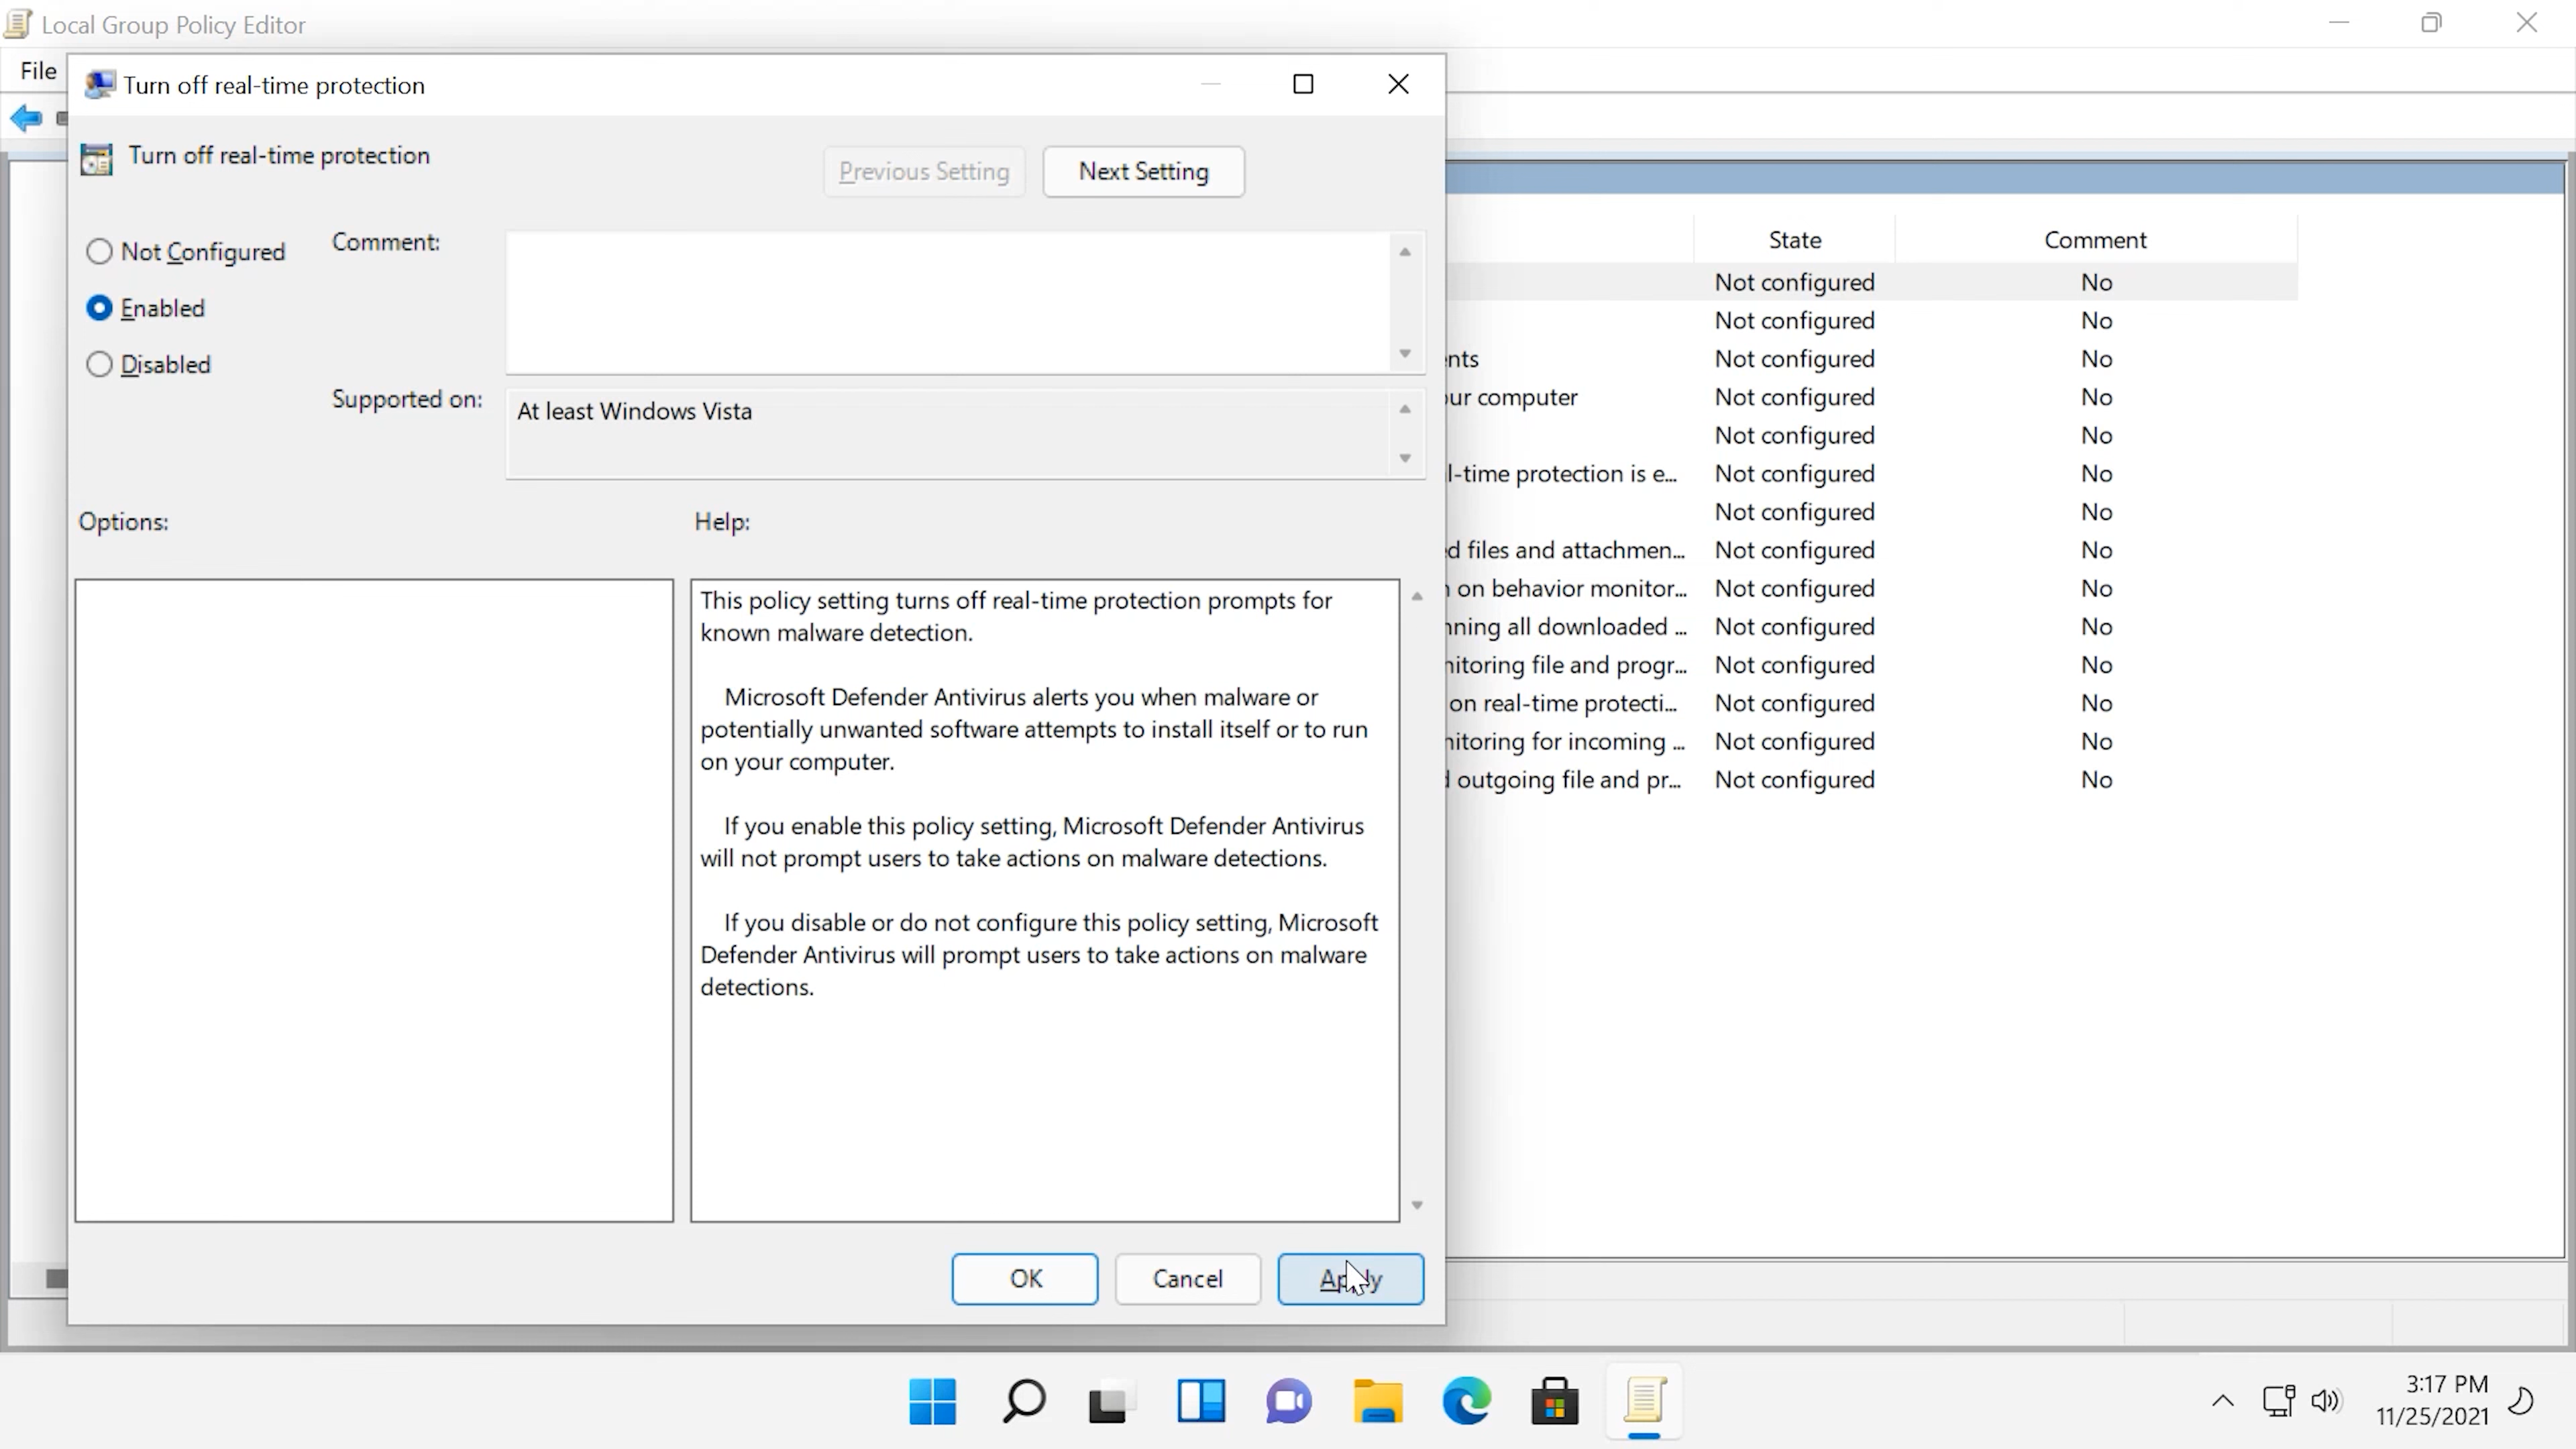 Local Group Policy Editor
File
Turn off real-time protection
Turn off real-time protection
Previous Setting
Next Setting
Not Configured
Comment:
Enabled
Disabled
Supported on:
At least Windows Vista
Options:
Help:
This policy setting turns off real-time protection prompts for
known malware detection.
Microsoft Defender Antivirus alerts you when malware or
potentially unwanted software attempts to install itself or to run
on your computer.
If you enable this policy setting, Microsoft Defender Antivirus
will not prompt users to take actions on malware detections.
If you disable or do not configure this policy setting, Microsoft
Defender Antivirus will prompt users to take actions on malware
detections.
OK
Cancel
Apply
State Comment
Not configured No
Not configured No
Not configured No
computer Not configured No
Not configured No
-time protection is e... Not configured No
Not configured No
files and attachmen... Not configured No
on behavior monitor... Not configured No
all downloaded ... Not configured No
file and progr... Not configured No
on real-time protecti... Not configured No
for incoming ... Not configured No
outgoing file and pr... Not configured No
3:17 PM
11/25/2021